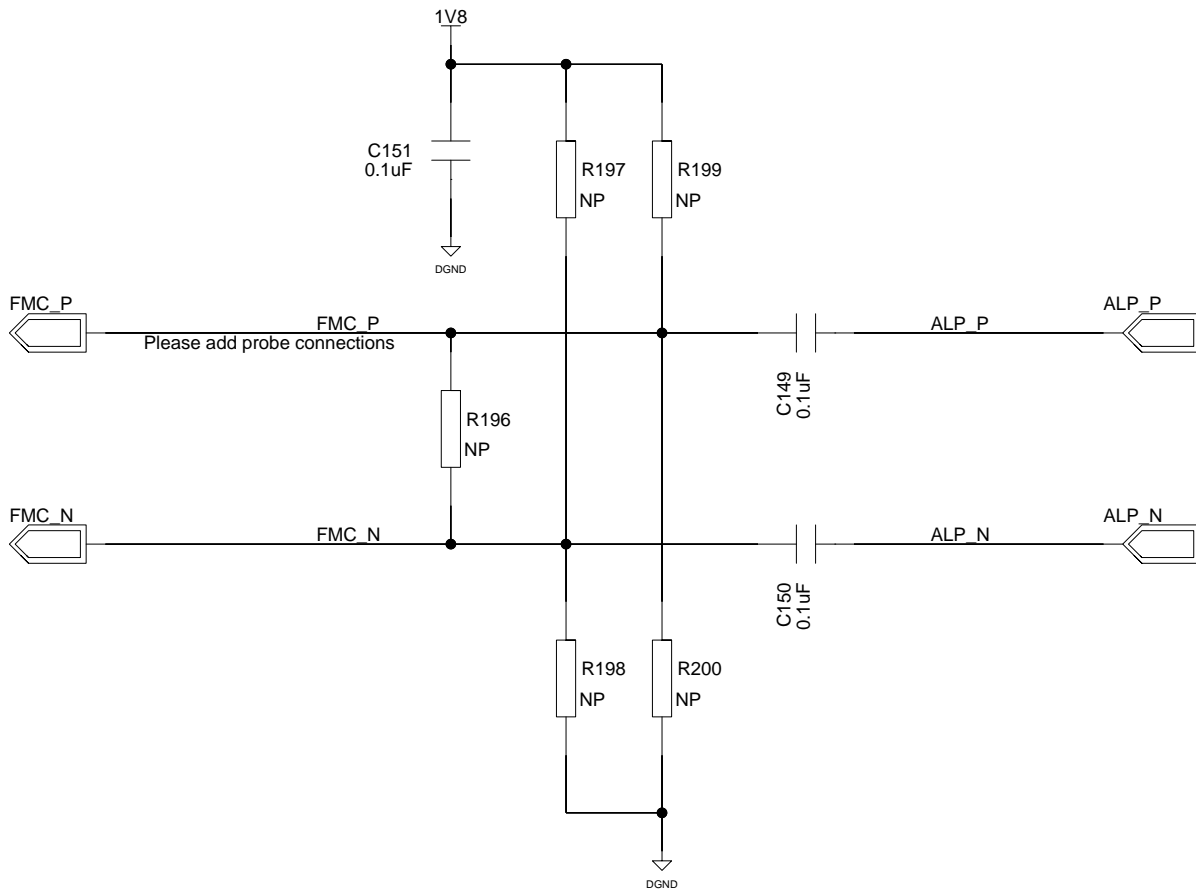 1V8
C151
0.1uF
R197
NP
R199
NP
DGND
FMC_P
FMC_P
Please add probe connections
ALP_P
ALP_P
C149
0.1uF
R196
NP
FMC_N
FMC_N
ALP_N
ALP_N
C150
0.1uF
R198
NP
R200
NP
DGND